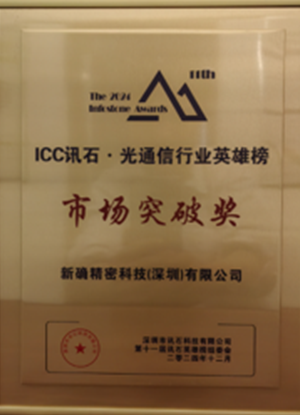 11th
The 2024
Infostone Awards
ICC讯石·光通信行业英雄榜
市场突破奖
新确精密科技(深圳)有限公司
深圳市讯石科技有限公司
第十一届讯石英雄榜组委会
二零二四年十二月